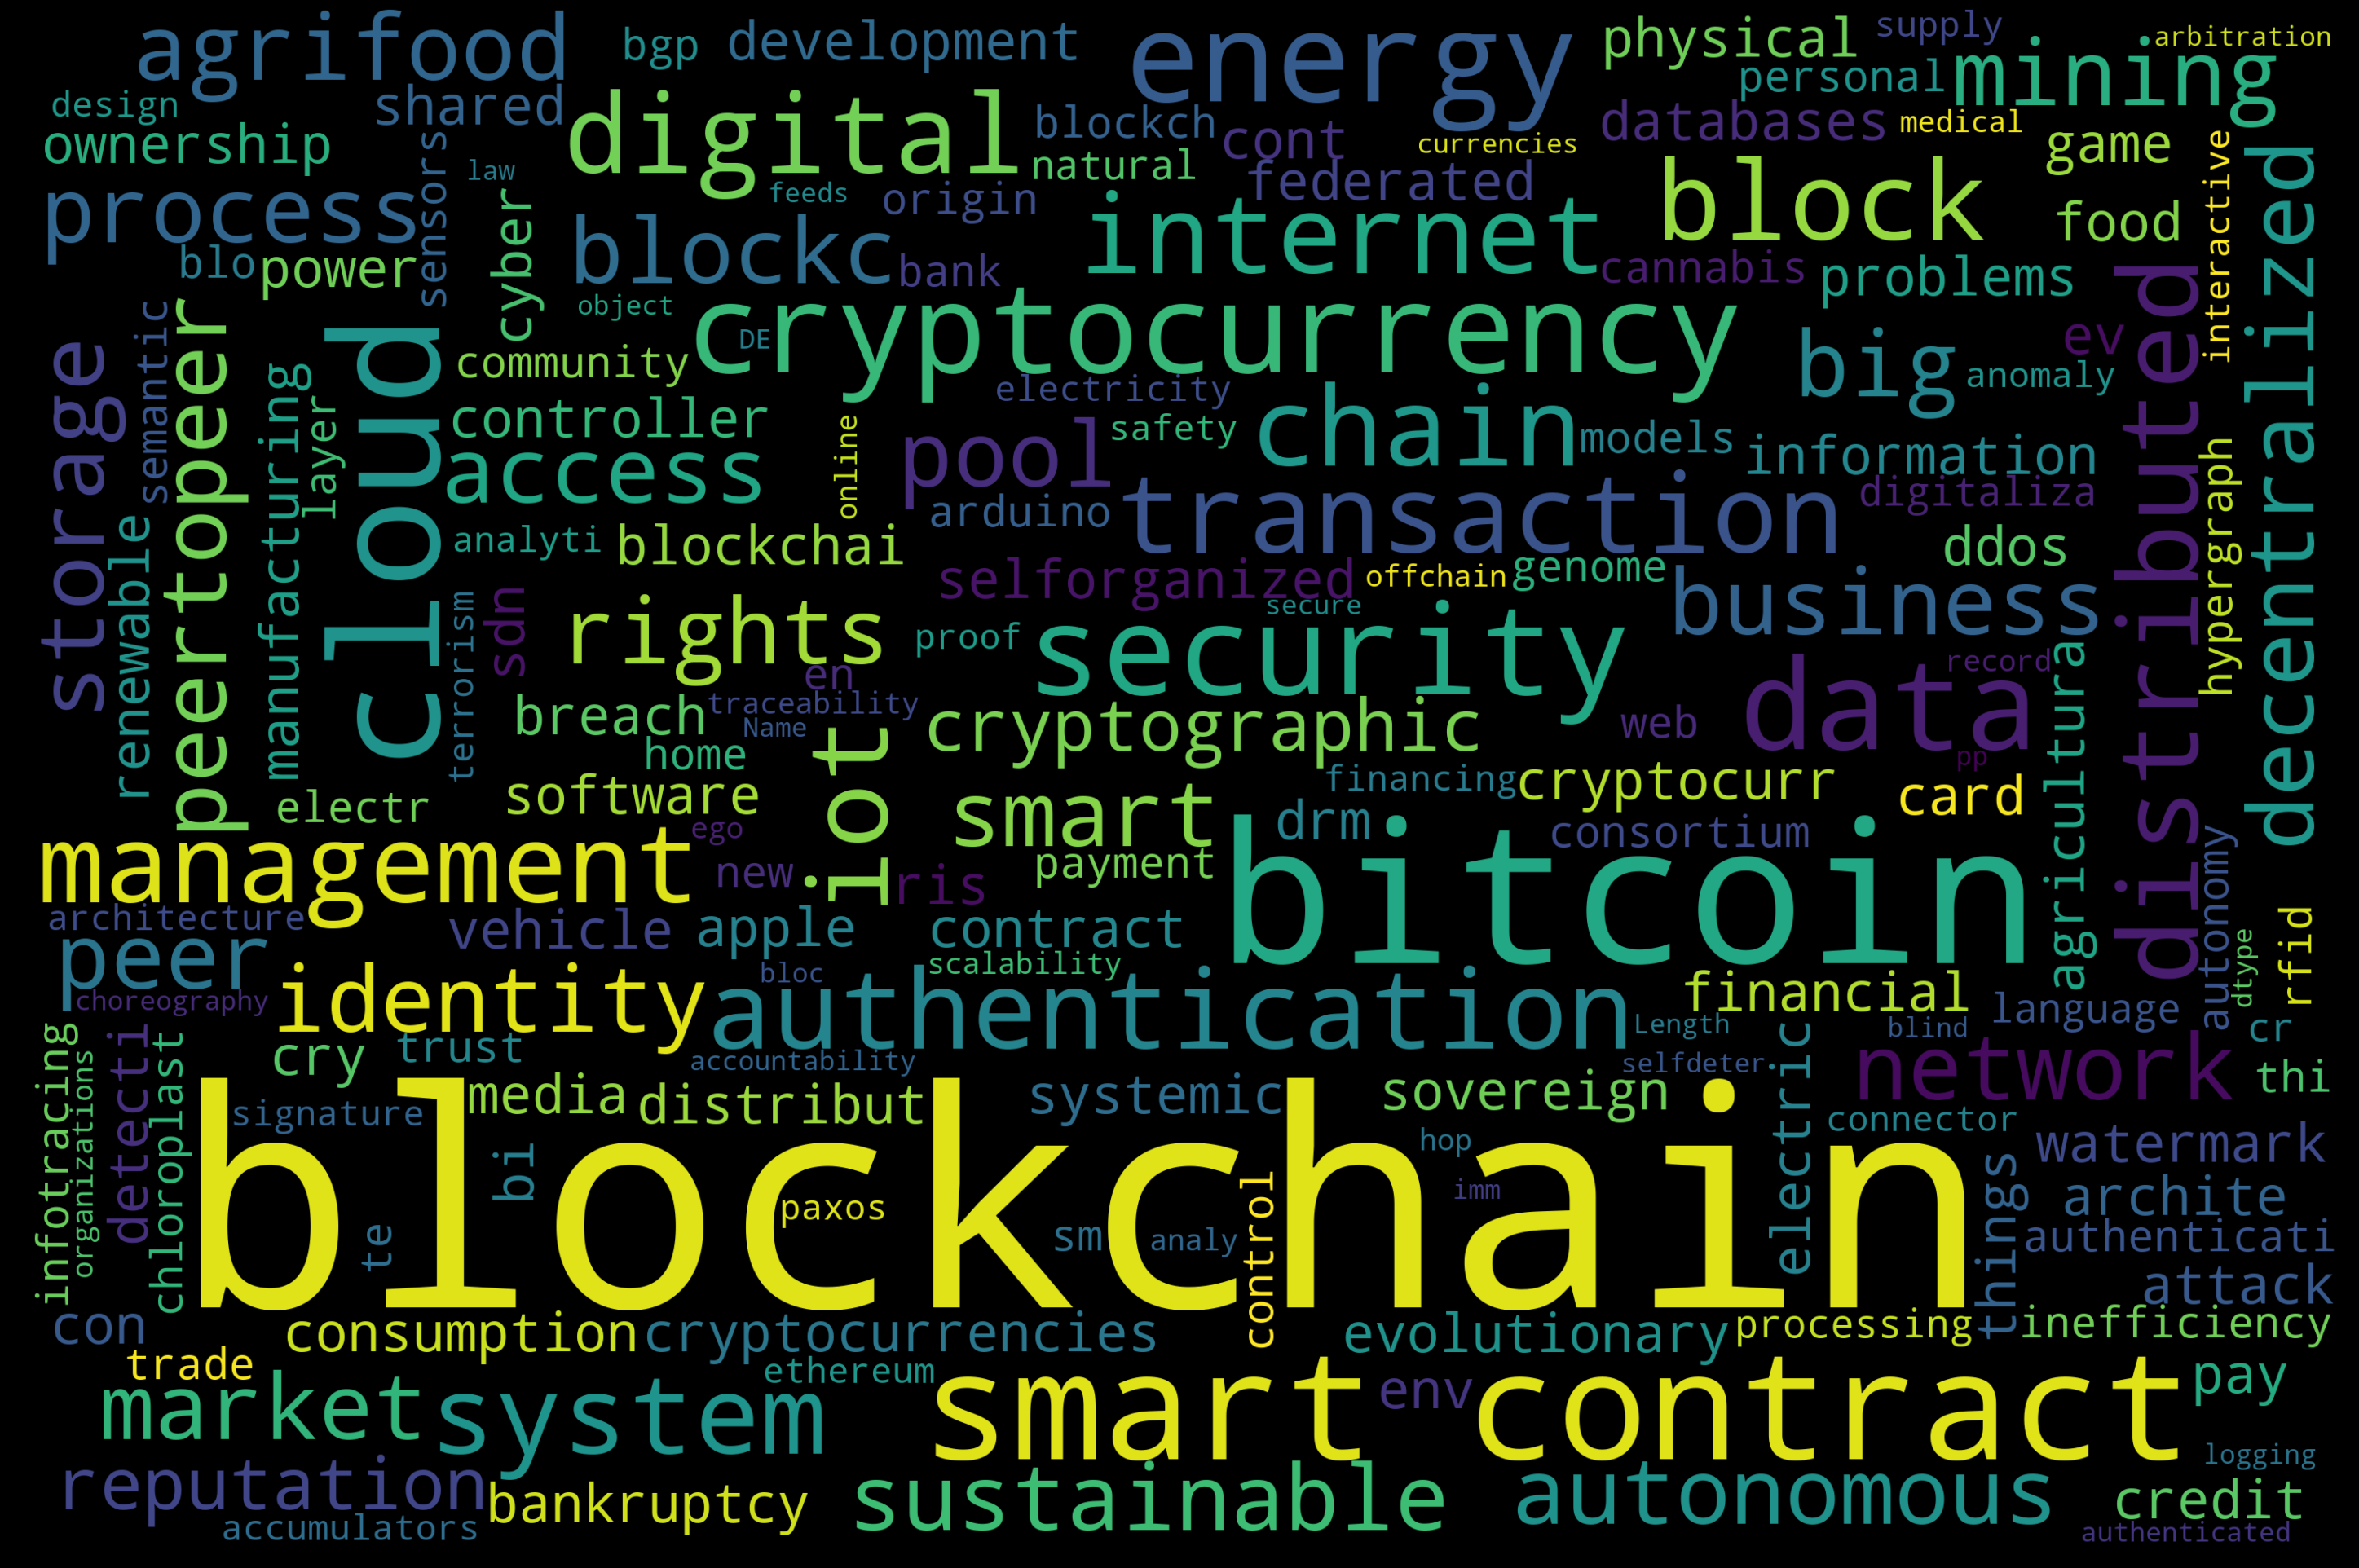 agrifood
bgp
development
energy
physical
supply
arbitration
design
shared
personal
mining
ownership
digital
blockch
cont
currencies
databases
medical
game
process
sensors
law
cyber
feeds
natural
origin
federated
internet
block
food
interactive
decentralized
blo
power
blockc
bank
cannabis
problems
distributed
object
DE
cryptocurrency
ev
storage
semantic
peertopeer
cloud
community
electricity
big
anomaly
manufacturing
layer
controller
access
online
pool
safety
chain
models
information
hypergraph
renewable
analyti
blockchai
arduino
transaction
digitaliza
ddos
terrorism
sdn
rights
selforganized
offchain
genome
secure
business
proof
security
record
agricultural
breach
en
traceability
Name
home
iot
cryptographic
web
data
pp
electr
software
smart
financing
cryptocurr
card
management
ego
new
ris
payment
drm
consortium
bitcoin
autonomy
architecture
peer
vehicle
apple
contract
scalability
bloc
rfid
dtype
choreography
identity
authentication
financial
language
Length
blind
cr
infotracing
organizations
detecti
chloroplast
cry
trust
accountability
selfdeter
electric
network
thi
signature
media
distribut
systemic
sovereign
connector
watermark
bi
te
blockchain
paxos
sm
analy
control
hop
imm
things
archite
authenticati
attack
con
consumption
cryptocurrencies
evolutionary
processing
inefficiency
trade
market
system
ethereum
smart contract
env
pay
reputation
accumulators
bankruptcy
sustainable
autonomous
logging
credit
authenticated